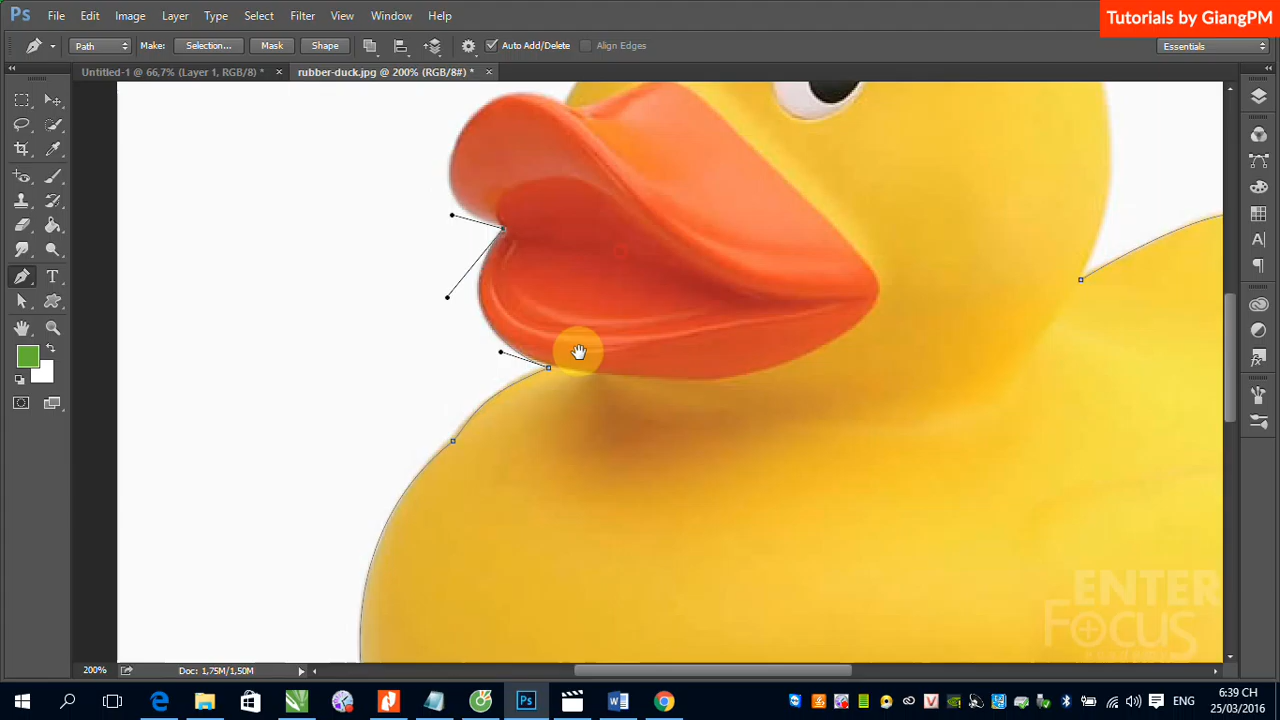 Ps File Edit Image Layer Type Select Filter View Window Help
Tutorials by GiangPM
Path Make: Selection... Mask Shape Auto Add/Delete Align Edges Essentials
Untitled-1 @ 66,7% (Layer 1, RGB/8) * × rubber-duck.jpg @ 200% (RGB/8#) * ×
ENTER
FOCUS
200% Doc: 1,75M/1,50M
ENG 6:39 CH
25/03/2016